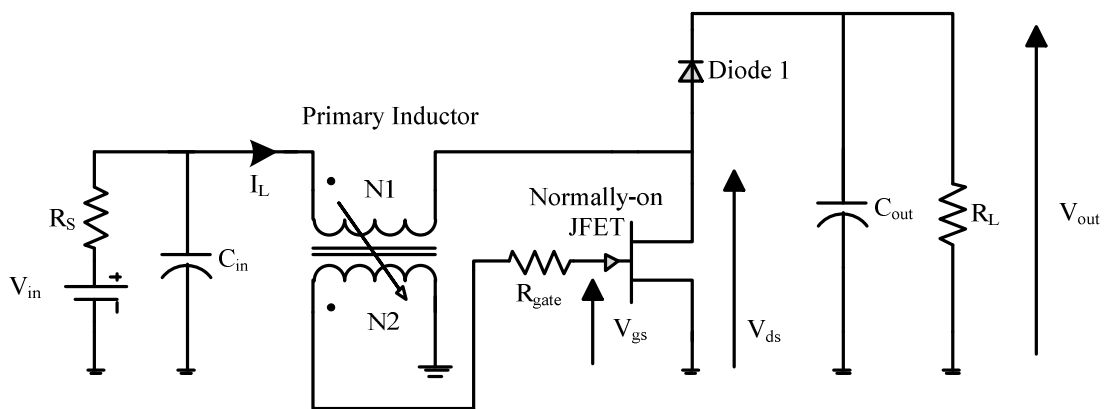 Diode 1
Primary Inductor
I_L
N1
Normally-on
JFET
R_S
C_in
V_in
+
-
N2
R_gate
V_gs
V_ds
C_out
R_L
V_out